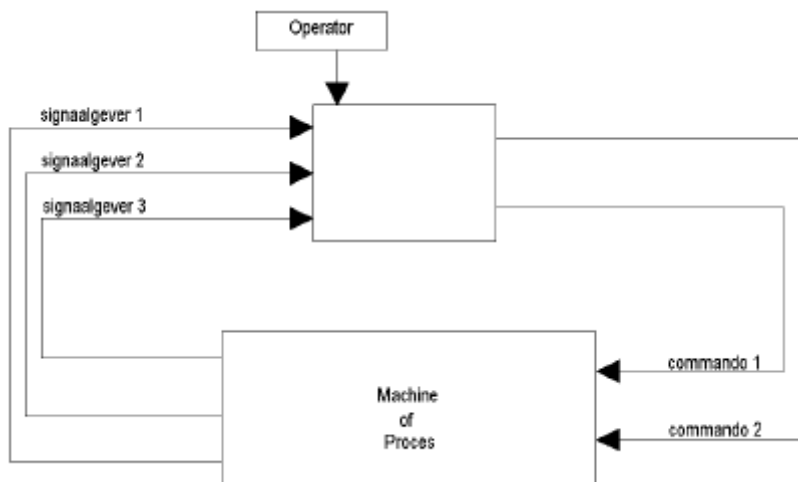 Operator
signaalgever 1
signaalgever 2
signaalgever 3
commando 1
Machine
of
Proces
commando 2